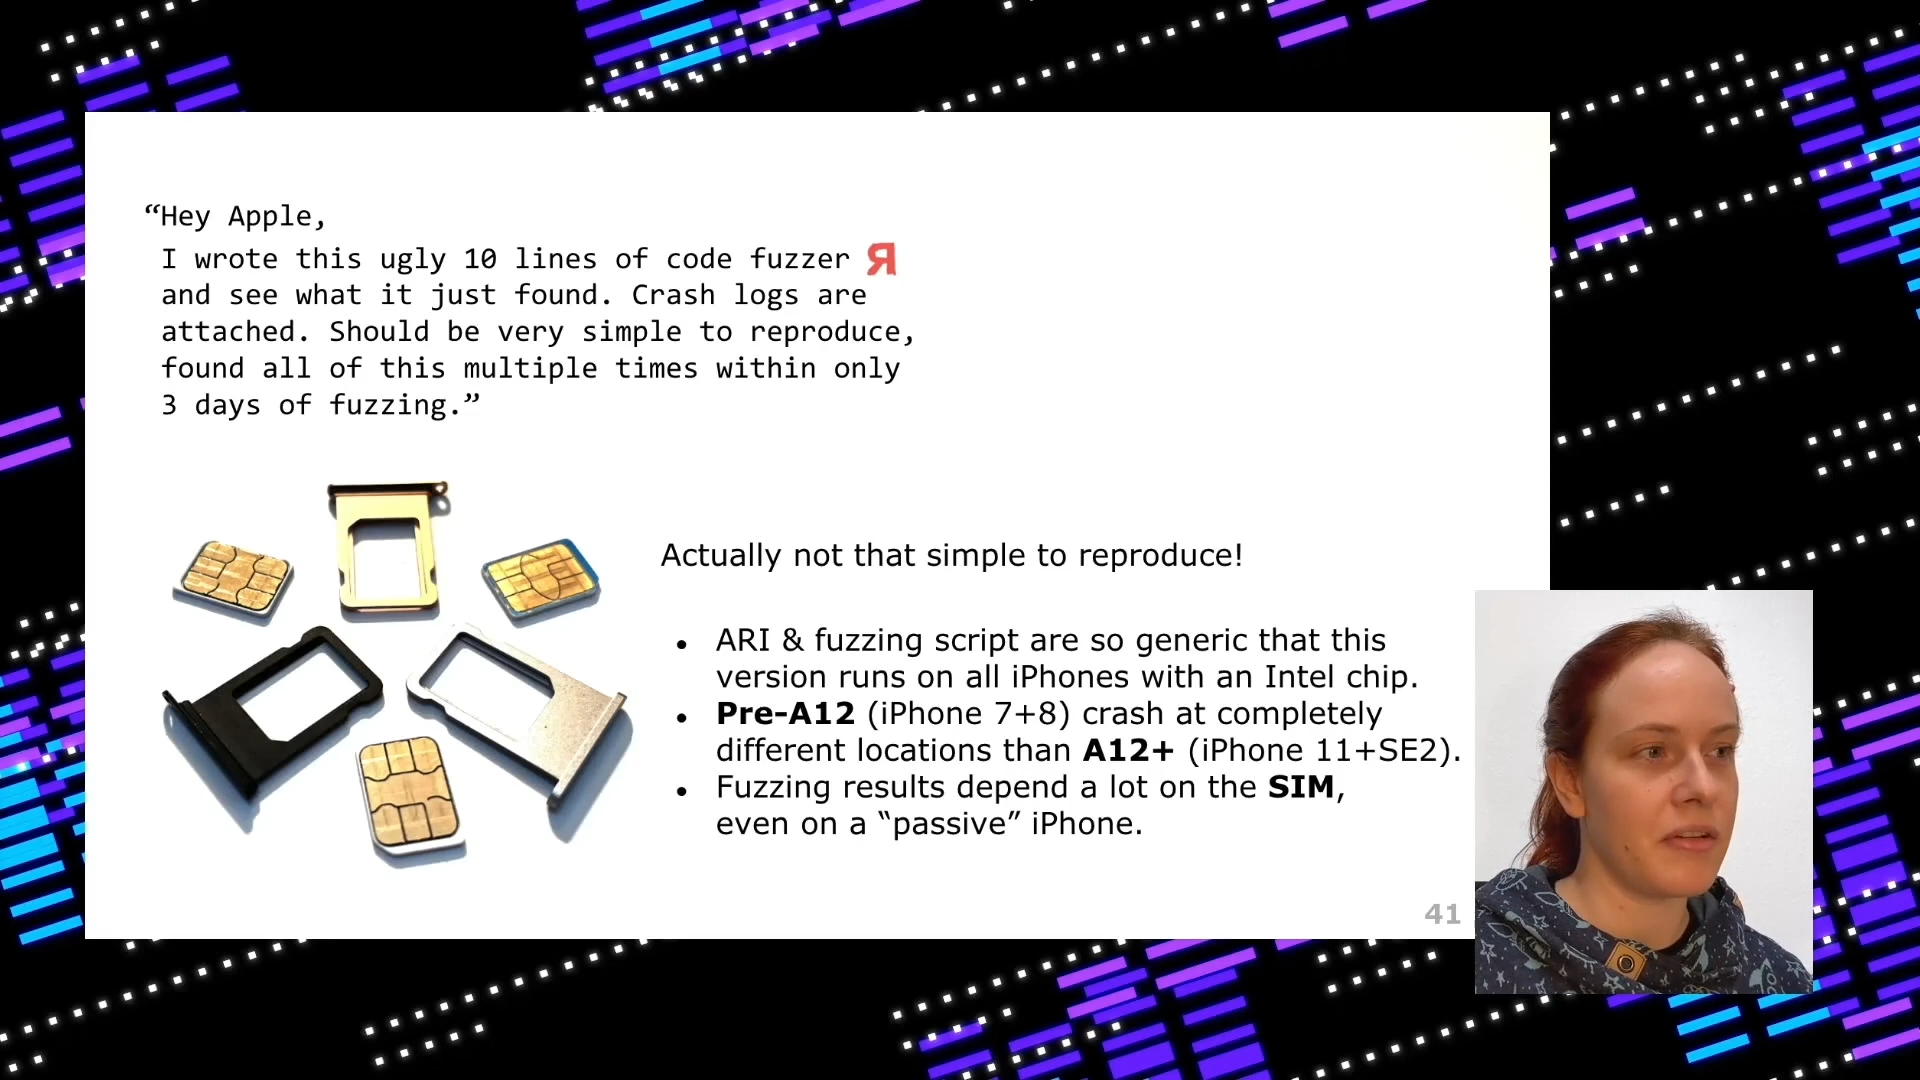 “Hey Apple,
I wrote this ugly 10 lines of code fuzzer Я
and see what it just found. Crash logs are
attached. Should be very simple to reproduce,
found all of this multiple times within only
3 days of fuzzing.”
Actually not that simple to reproduce!
• ARI & fuzzing script are so generic that this
version runs on all iPhones with an Intel chip.
• Pre-A12 (iPhone 7+8) crash at completely
different locations than A12+ (iPhone 11+SE2).
• Fuzzing results depend a lot on the SIM,
even on a “passive” iPhone.
41